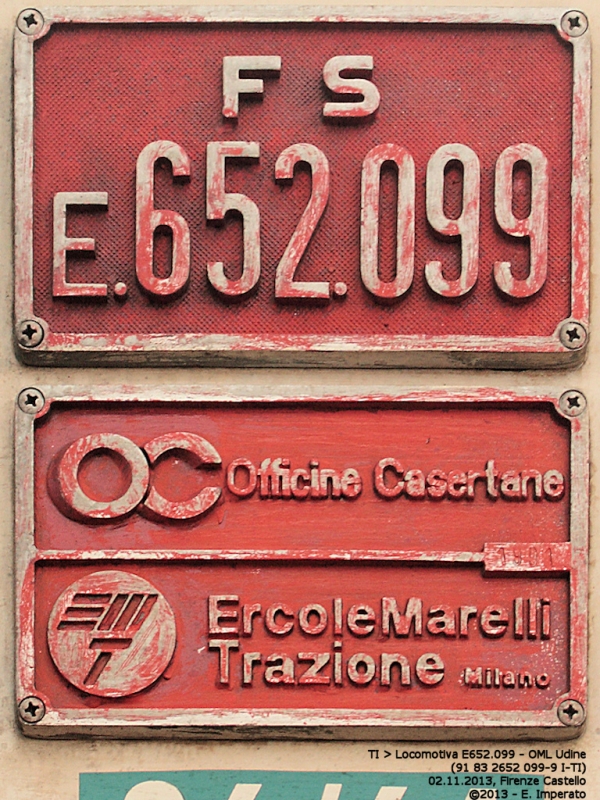 FS
E.652.099
OC Officine Casertane
ErcoleMarelli
Trazione Milano
TI > Locomotiva E652.099 - OML Udine
(91 83 2652 099-9 I-TI)
02.11.2013, Firenze Castello
©2013 - E. Imperato